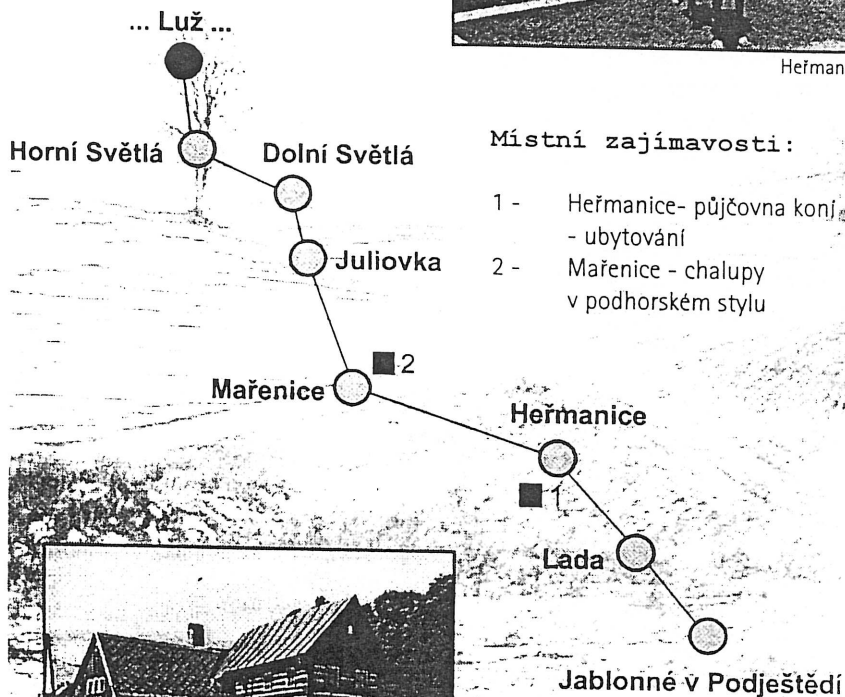 ... Luž ...
Heřman
Horní Světlá
Dolní Světlá
Místní zajímavosti:
1 - Heřmanice- půjčovna koní
- ubytování
Juliovka
2 - Mařenice - chalupy
v podhorském stylu
2
Mařenice
Heřmanice
1
Lada
Jablonné v Podještědí